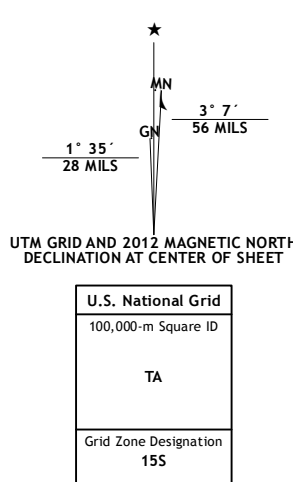 MN
3° 7´
56 MILS
GN
1° 35´
28 MILS
UTM GRID AND 2012 MAGNETIC NORTH
DECLINATION AT CENTER OF SHEET
U.S. National Grid
100,000-m Square ID
TA
Grid Zone Designation
15S